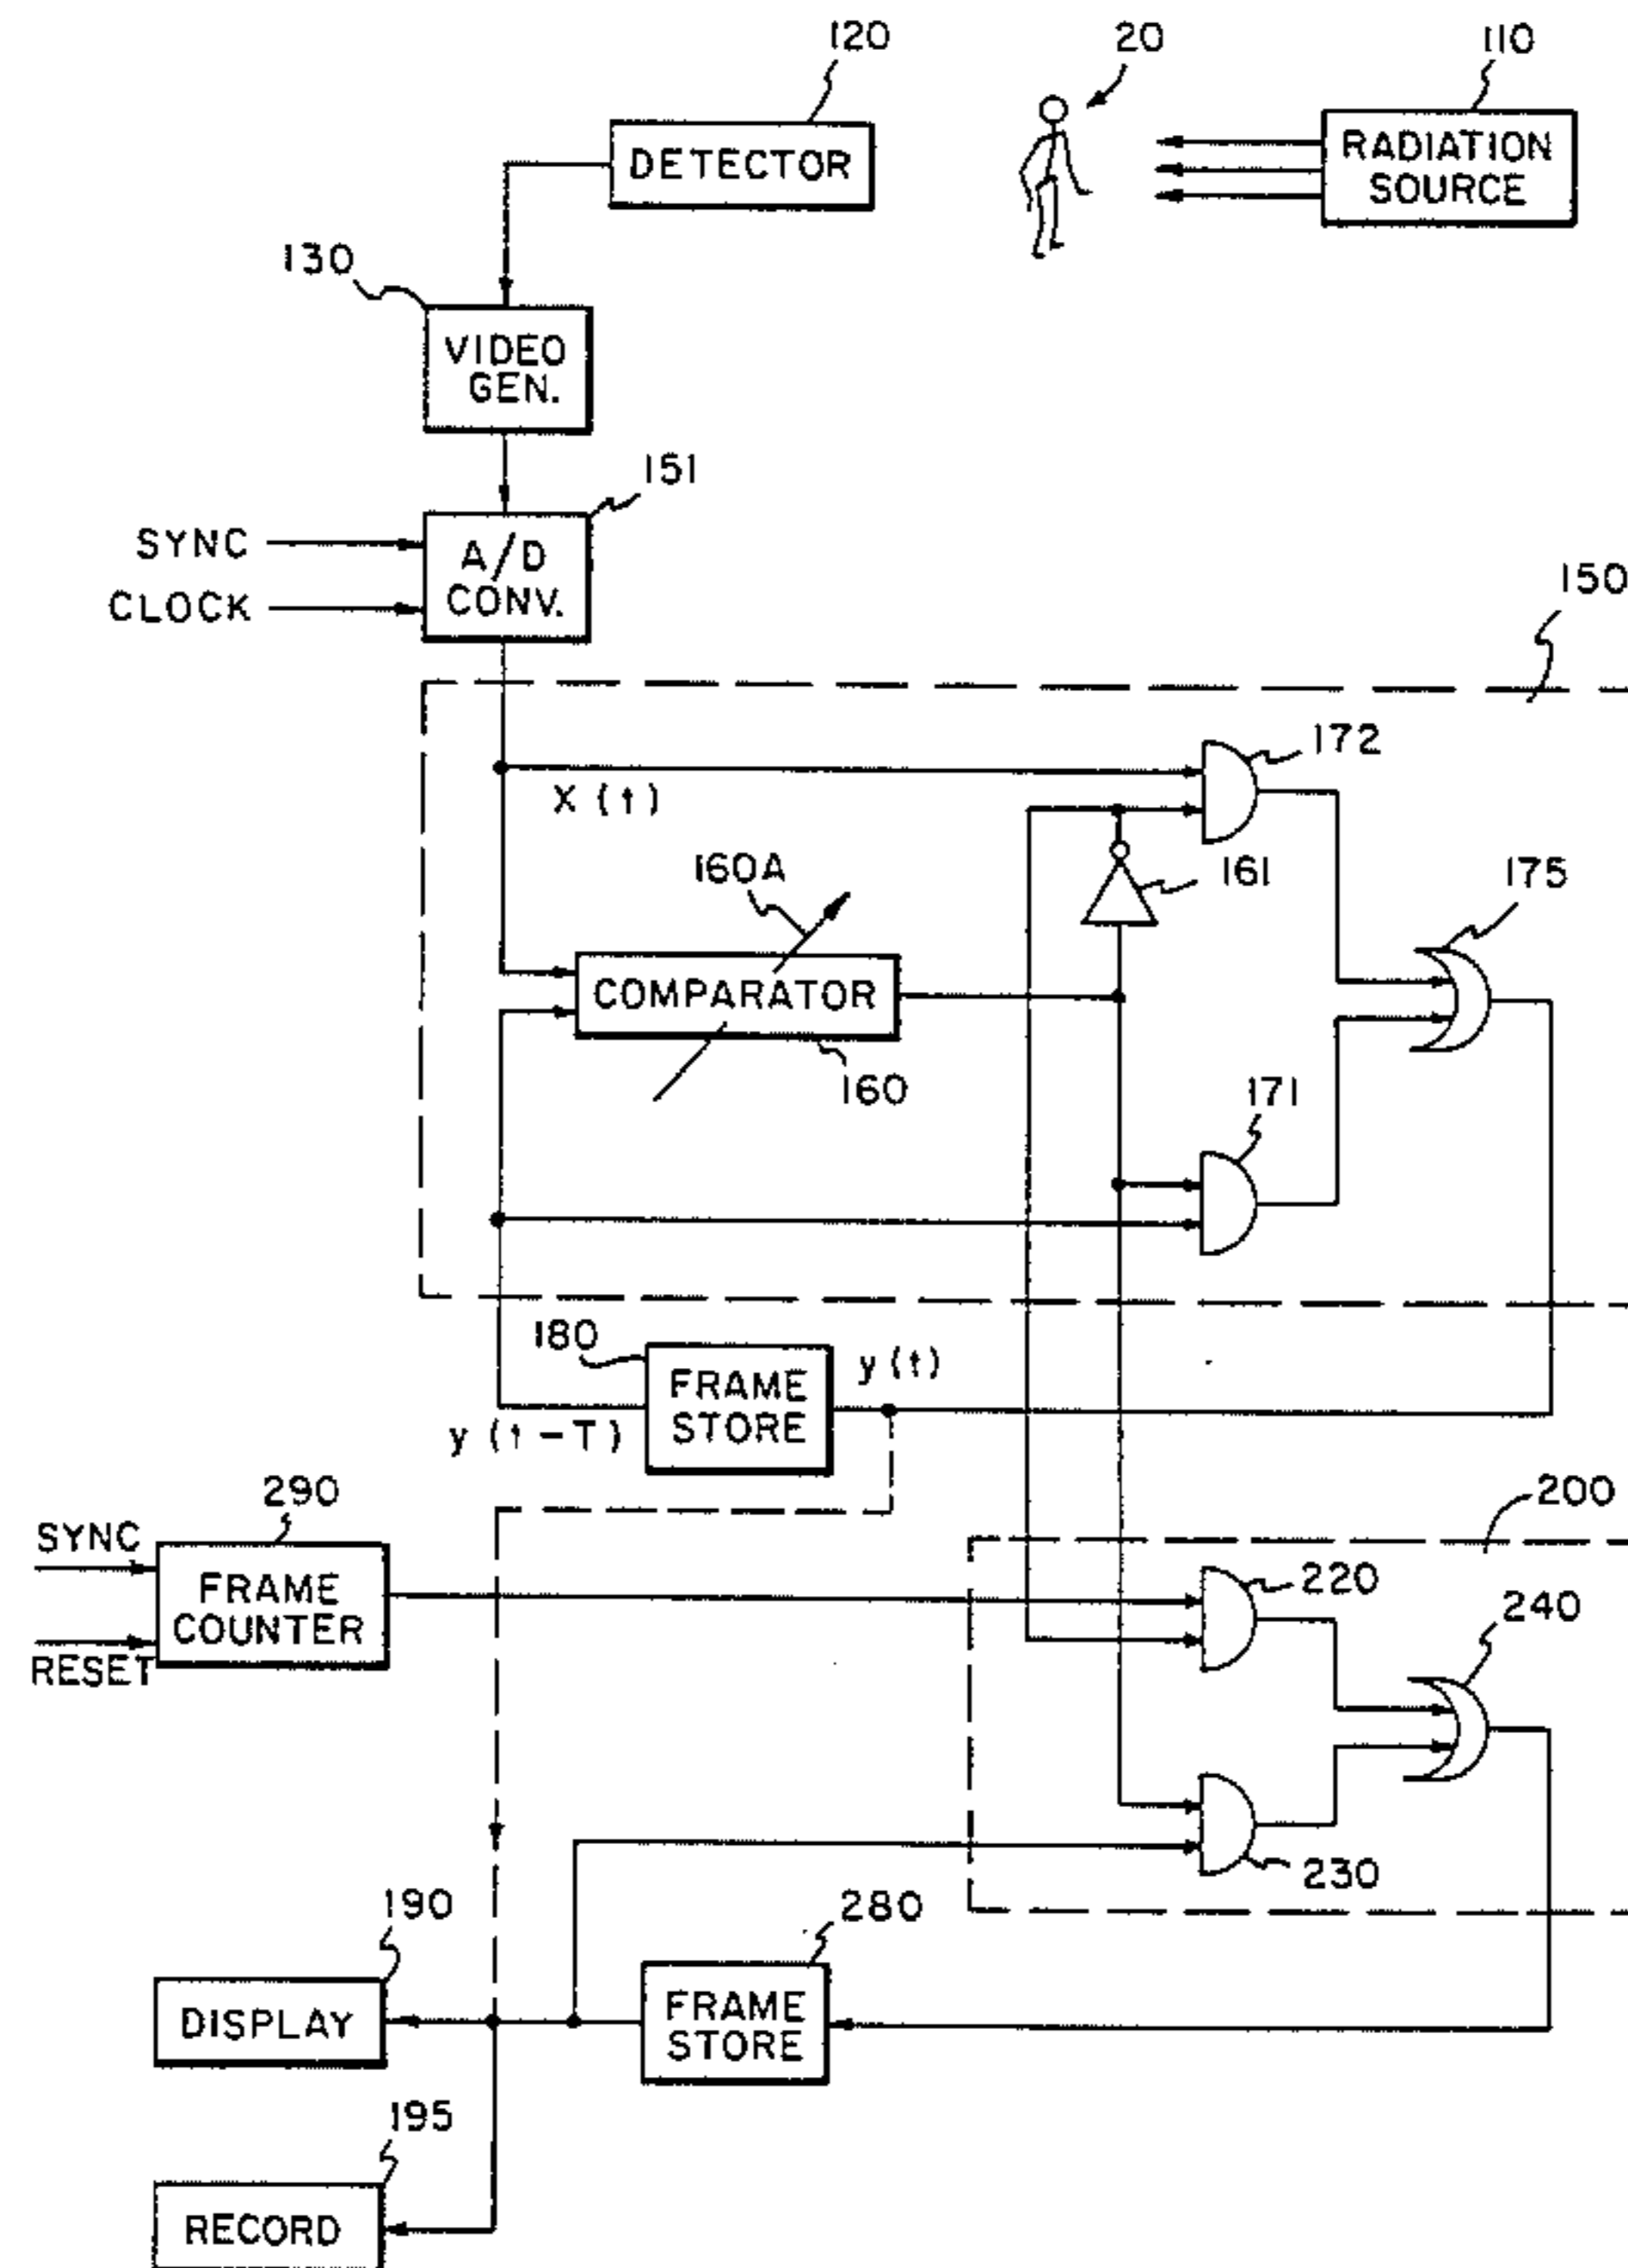 120
20
110
DETECTOR
RADIATION
SOURCE
130
VIDEO
GEN.
151
SYNC
CLOCK
A/D
CONV.
150
172
X (t)
160A
161
175
COMPARATOR
160
171
180
FRAME
STORE
y (t)
y (t - T)
290
SYNC
RESET
FRAME
COUNTER
200
220
240
230
190
280
DISPLAY
FRAME
STORE
195
RECORD